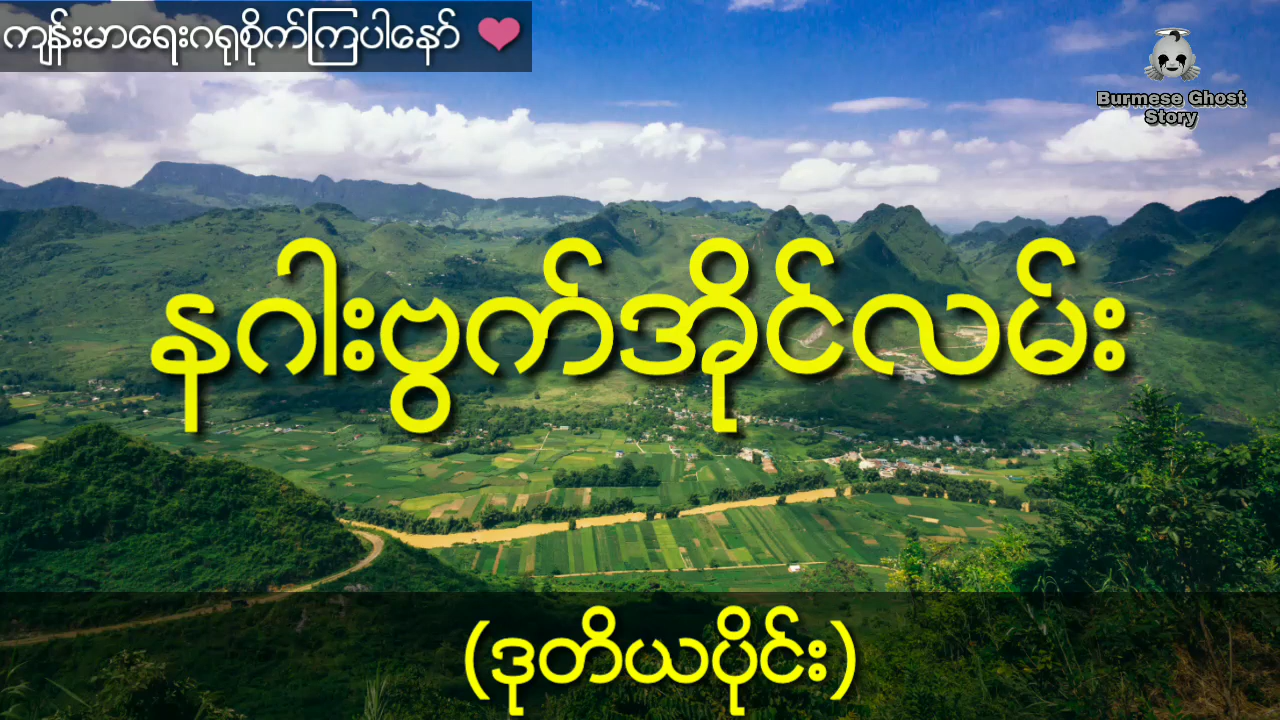 ကျန်းမာရေးဂရုစိုက်ကြပါနော် ❤
Burmese Ghost
Story
နဂါးဗွက်အိုင်လမ်း
(ဒုတိယပိုင်း)